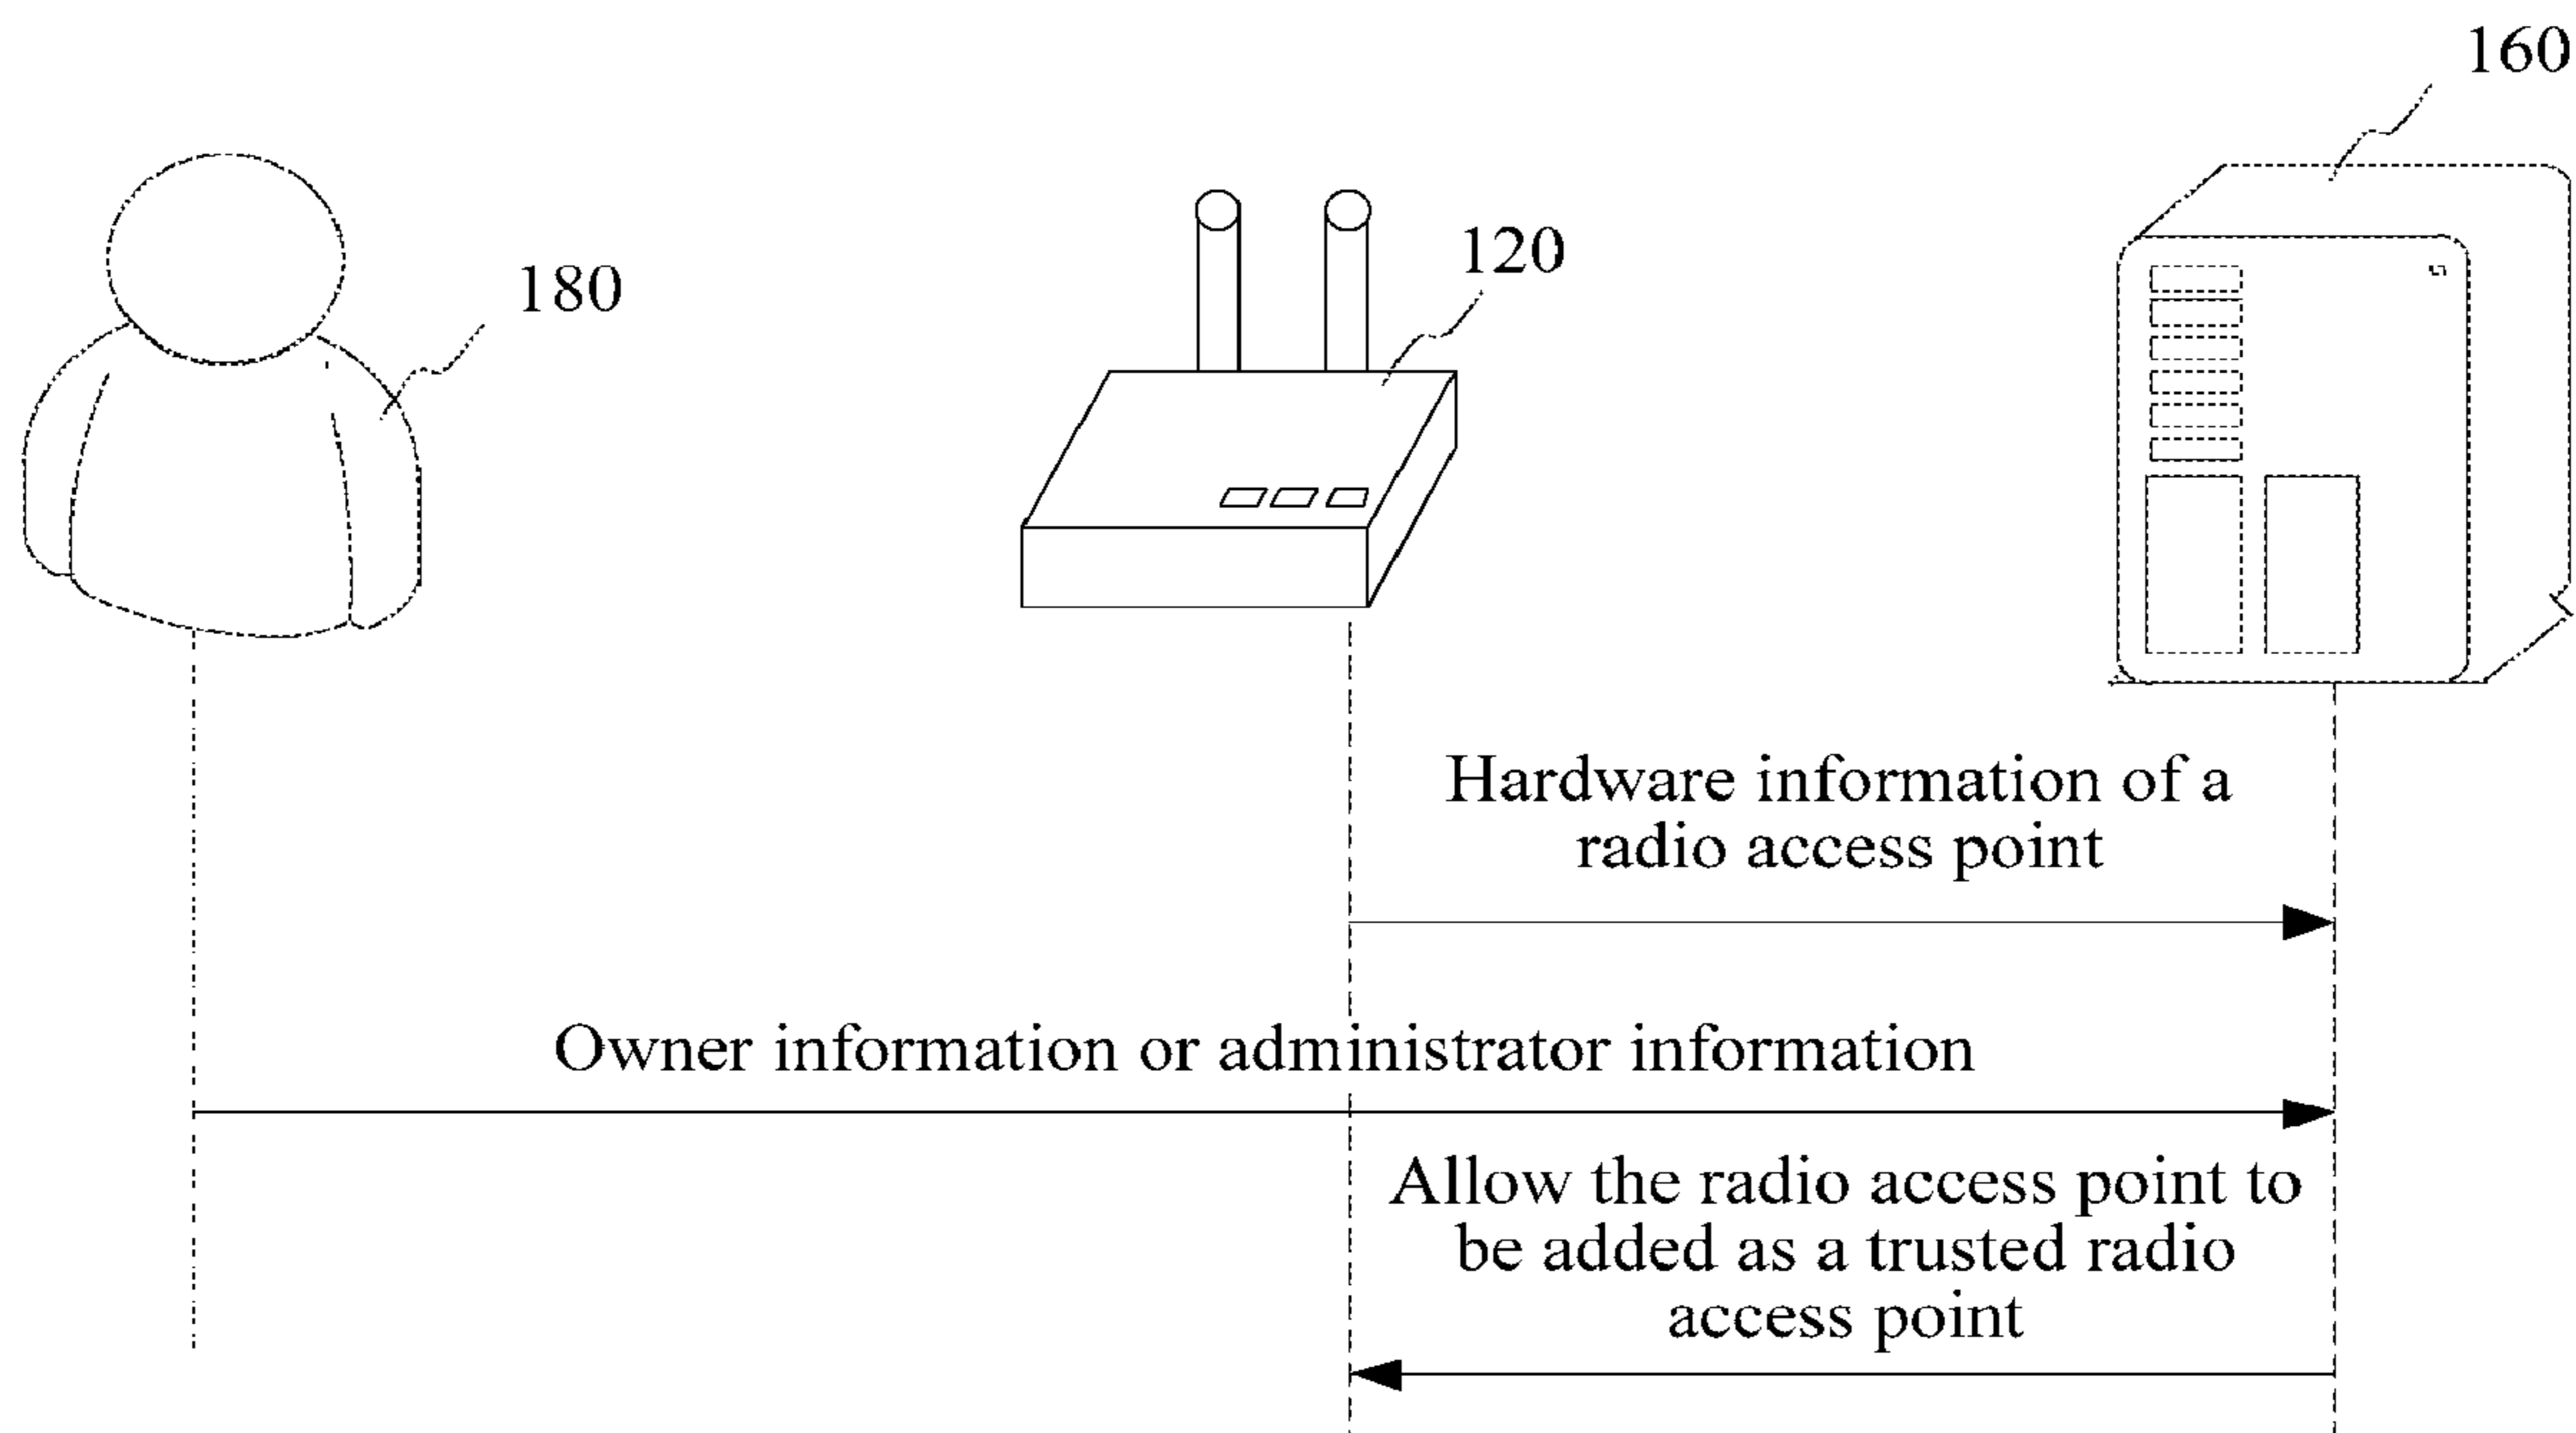 160
120
180
Hardware information of a
radio access point
Owner information or administrator information
Allow the radio access point to
be added as a trusted radio
access point